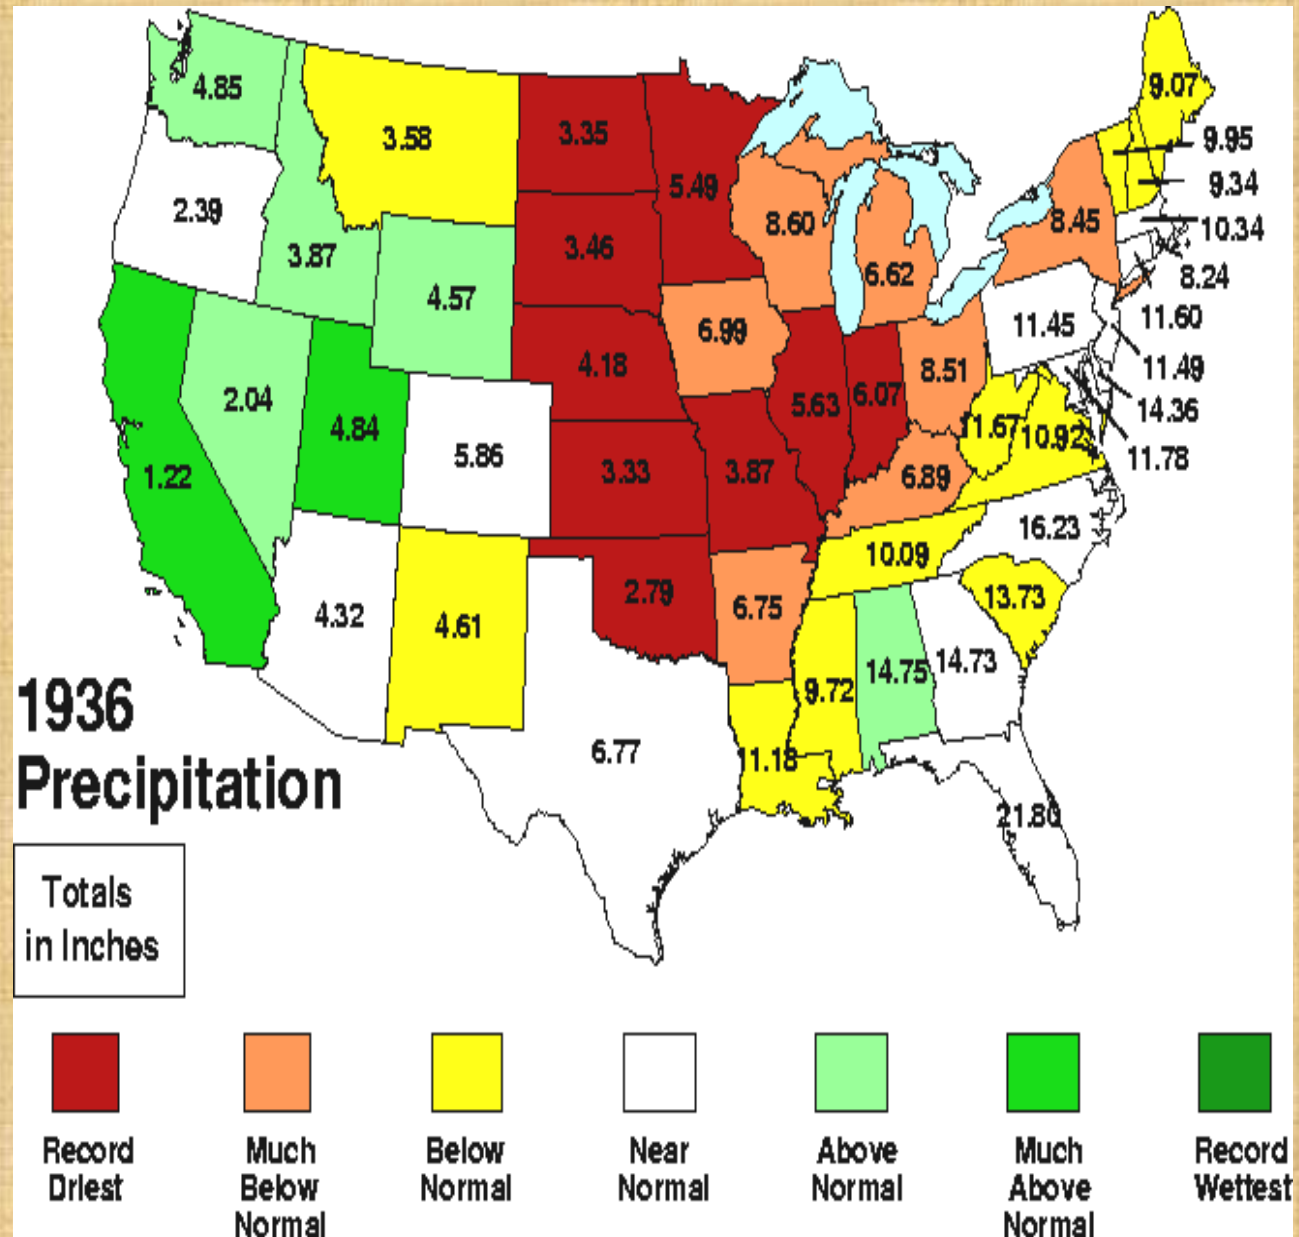 4.85
9.07
3.58
3.35
9.95
5.49
9.34
2.39
8.60
8.45
10.34
3.87
3.46
6.62
8.24
4.57
11.60
6.99
11.45
4.18
8.51
11.49
2.04
5.63
6.07
14.36
4.84
11.67
10.92
5.86
11.78
1.22
3.33
3.87
6.89
16.23
10.09
4.32
4.61
2.79
6.75
13.73
9.72
14.75
14.73
6.77
11.18
21.80
1936
Precipitation
Totals
in Inches
Record
Driest
Much
Below
Normal
Below
Normal
Near
Normal
Above
Normal
Much
Above
Normal
Record
Wettest